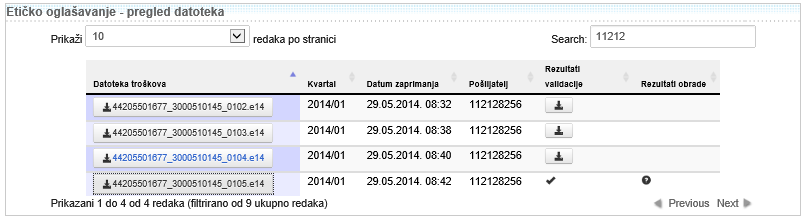 Etičko oglašavanje - pregled datoteka
Prikaži 10 redaka po stranici Search: 11212
Datoteka troškova Kvartal Datum zaprimanja Pošiljatelj Rezultati validacije Rezultati obrade
44205501677_3000510145_0102.e14 2014/01 29.05.2014. 08:32 112128256
44205501677_3000510145_0103.e14 2014/01 29.05.2014. 08:38 112128256
44205501677_3000510145_0104.e14 2014/01 29.05.2014. 08:40 112128256
44205501677_3000510145_0105.e14 2014/01 29.05.2014. 08:42 112128256
Prikazani 1 do 4 od 4 redaka (filtrirano od 9 ukupno redaka) Previous Next